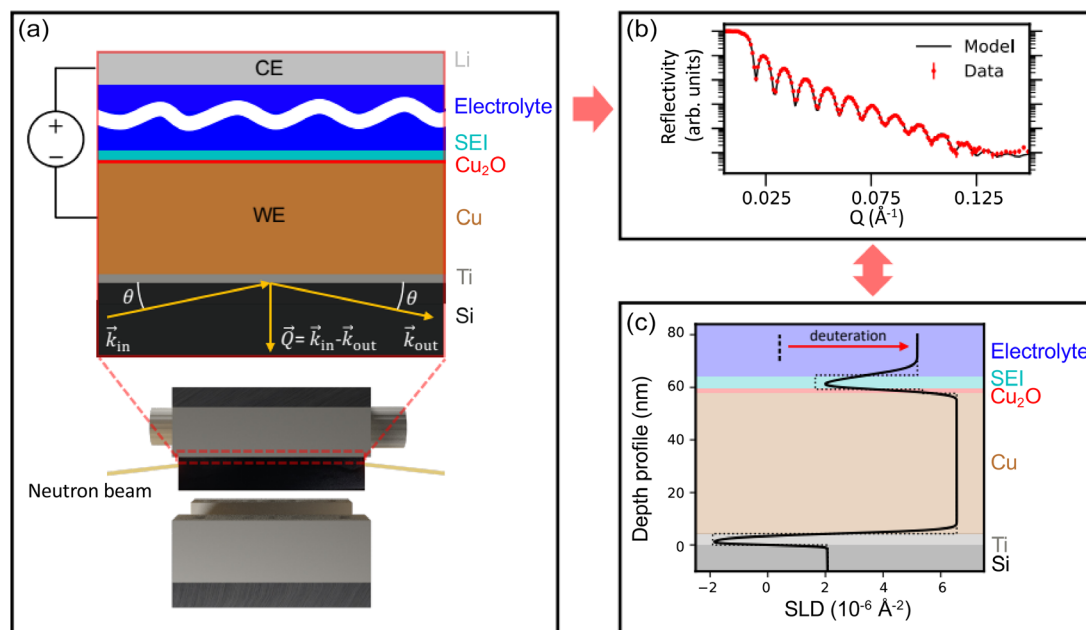 (a)
Li
CE
Electrolyte
SEI
Cu₂O
+
−
WE
Cu
Ti
θ
θ
Si
k⃗in
Q⃗ = k⃗in-k⃗out
k⃗out
Neutron beam
(b)
Reflectivity
(arb. units)
Model
Data
0.025
0.075
0.125
Q (Å⁻¹)
(c)
80
60
40
20
0
Depth profile (nm)
deuteration
Electrolyte
SEI
Cu₂O
Cu
Ti
Si
−2
0
2
4
6
SLD (10⁻⁶ Å⁻²)